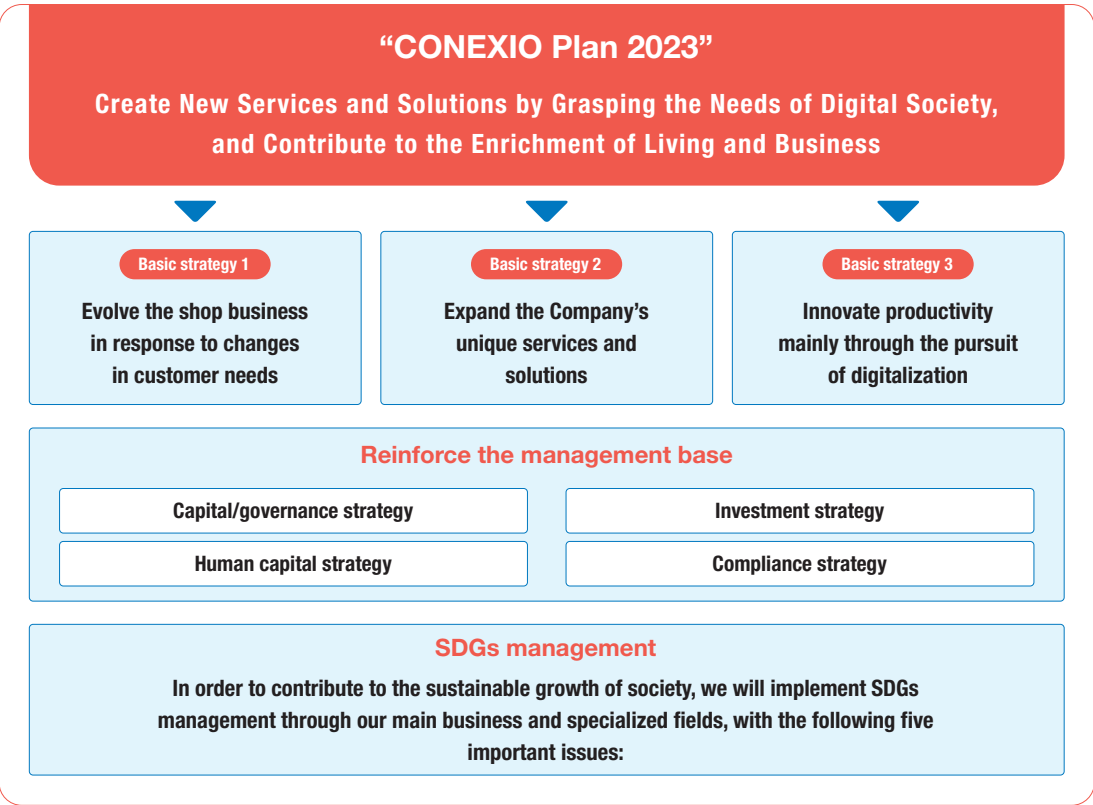 “CONEXIO Plan 2023”
Create New Services and Solutions by Grasping the Needs of Digital Society,
and Contribute to the Enrichment of Living and Business
Basic strategy 1
Evolve the shop business
in response to changes
in customer needs
Basic strategy 2
Expand the Company’s
unique services and
solutions
Basic strategy 3
Innovate productivity
mainly through the pursuit
of digitalization
Reinforce the management base
Capital/governance strategy
Investment strategy
Human capital strategy
Compliance strategy
SDGs management
In order to contribute to the sustainable growth of society, we will implement SDGs
management through our main business and specialized fields, with the following five
important issues: